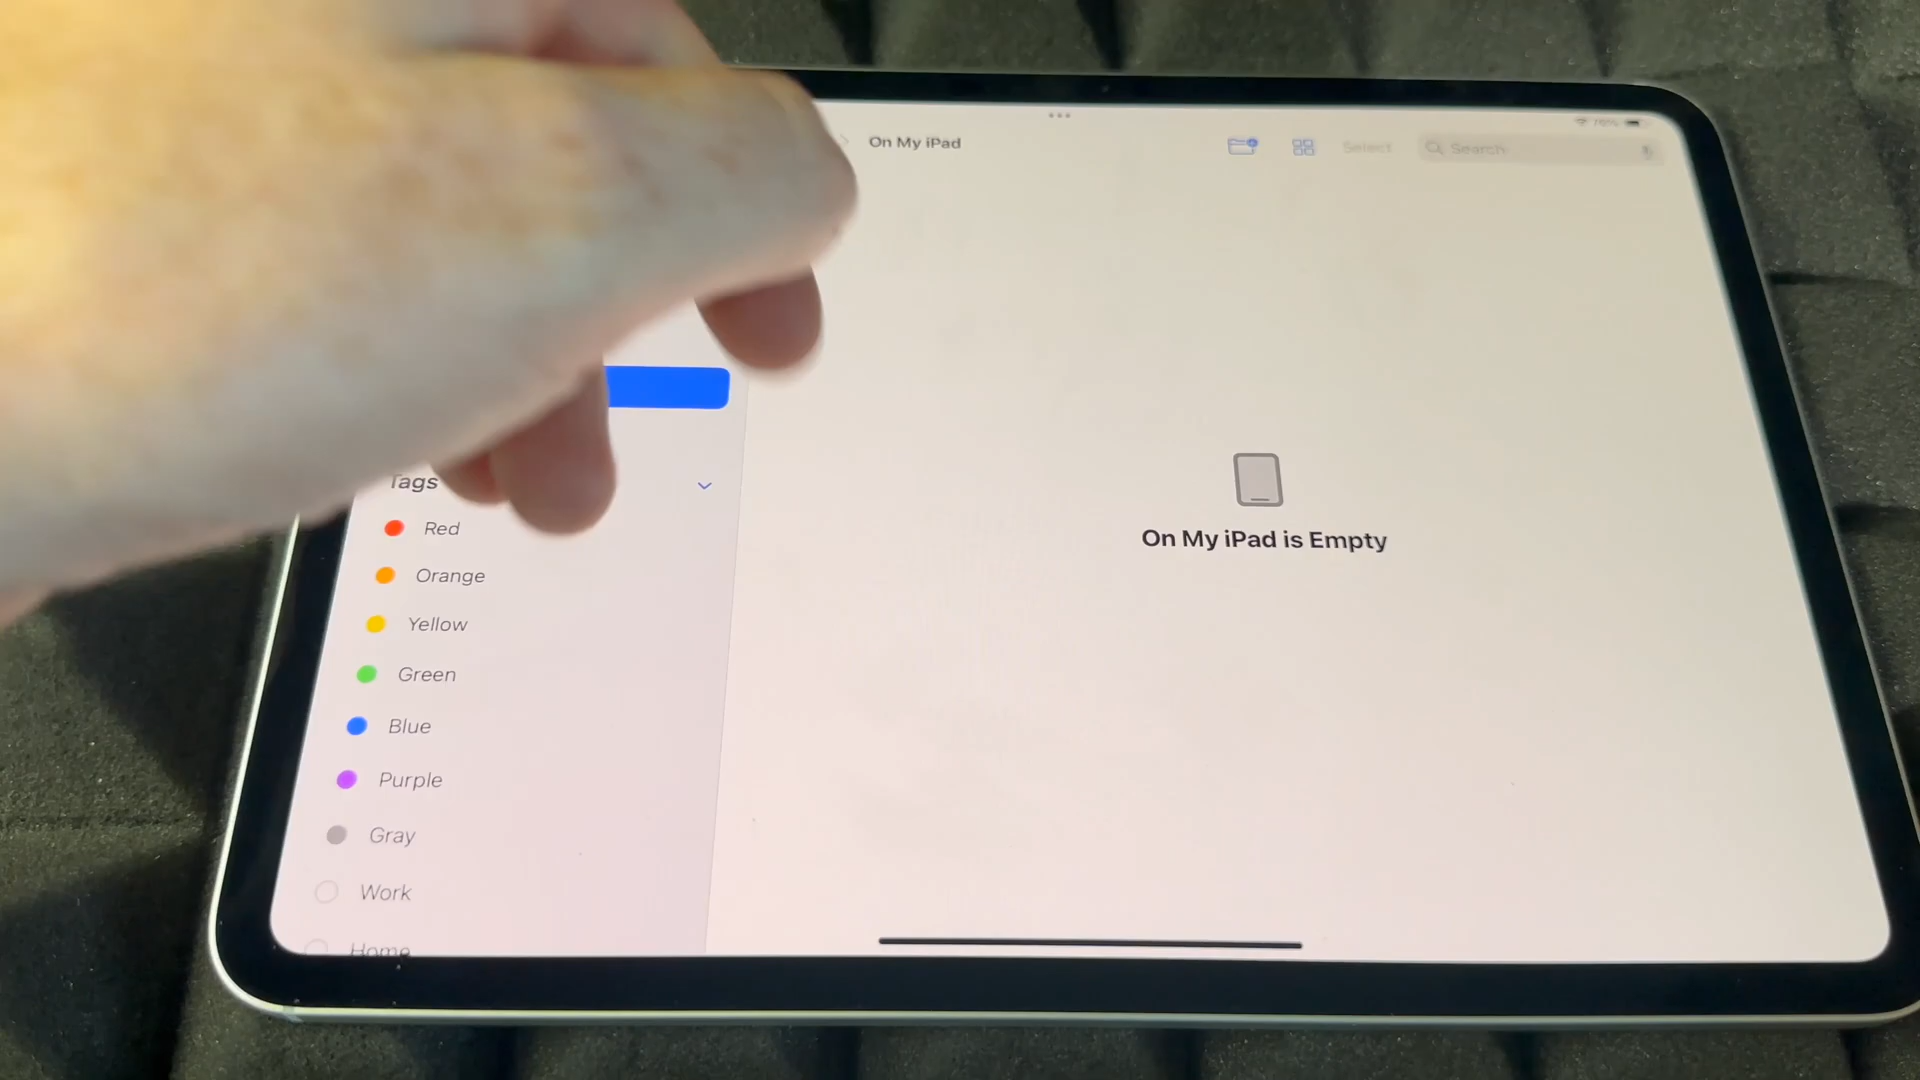 On My iPad
Select
Search
Tags
Red
Orange
Yellow
Green
Blue
Purple
Gray
Work
Home
On My iPad is Empty